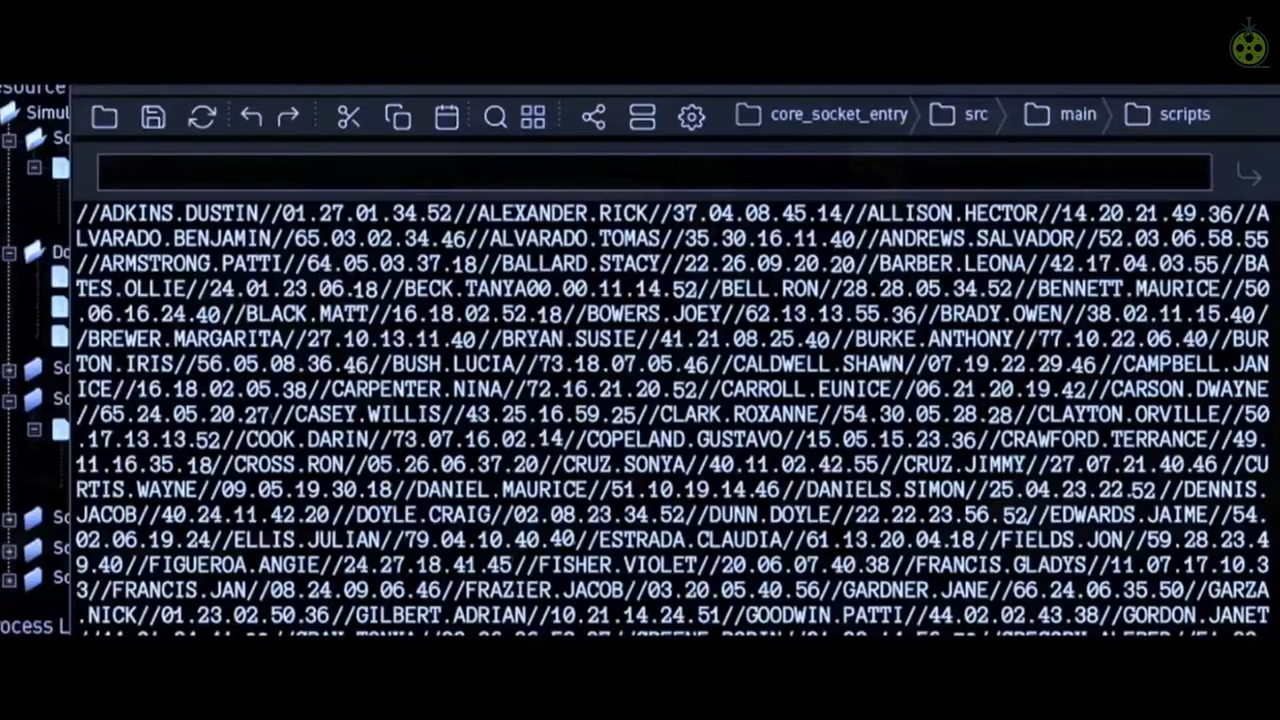 esource
Simul
core_socket_entry
src
main
scripts
Sc
//ADKINS.DUSTIN//01.27.01.34.52//ALEXANDER.RICK//37.04.08.45.14//ALLISON.HECTOR//14.20.21.49.36//A
LVARADO.BENJAMIN//65.03.02.34.46//ALVARADO.TOMAS//35.30.16.11.40//ANDREWS.SALVADOR//52.03.06.58.55
Do
//ARMSTRONG.PATTI//64.05.03.37.18//BALLARD.STACY//22.26.09.20.20//BARBER.LEONA//42.17.04.03.55//BA
TES.OLLIE//24.01.23.06.18//BECK.TANYA00.00.11.14.52//BELL.RON//28.28.05.34.52//BENNETT.MAURICE//50
.06.16.24.40//BLACK.MATT//16.18.02.52.18//BOWERS.JOEY//62.13.13.55.36//BRADY.OWEN//38.02.11.15.40/
/BREWER.MARGARITA//27.10.13.11.40//BRYAN.SUSIE//41.21.08.25.40//BURKE.ANTHONY//77.10.22.06.40//BUR
Sc
TON.IRIS//56.05.08.36.46//BUSH.LUCIA//73.18.07.05.46//CALDWELL.SHAWN//07.19.22.29.46//CAMPBELL.JAN
ICE//16.18.02.05.38//CARPENTER.NINA//72.16.21.20.52//CARROLL.EUNICE//06.21.20.19.42//CARSON.DWAYNE
Sc
//65.24.05.20.27//CASEY.WILLIS//43.25.16.59.25//CLARK.ROXANNE//54.30.05.28.28//CLAYTON.ORVILLE//50
.17.13.13.52//COOK.DARIN//73.07.16.02.14//COPELAND.GUSTAVO//15.05.15.23.36//CRAWFORD.TERRANCE//49.
11.16.35.18//CROSS.RON//05.26.06.37.20//CRUZ.SONYA//40.11.02.42.55//CRUZ.JIMMY//27.07.21.40.46//CU
RTIS.WAYNE//09.05.19.30.18//DANIEL.MAURICE//51.10.19.14.46//DANIELS.SIMON//25.04.23.22.52//DENNIS.
Sc
JACOB//40.24.11.42.20//DOYLE.CRAIG//02.08.23.34.52//DUNN.DOYLE//22.22.23.56.52//EDWARDS.JAIME//54.
02.06.19.24//ELLIS.JULIAN//79.04.10.40.40//ESTRADA.CLAUDIA//61.13.20.04.18//FIELDS.JON//59.28.23.4
Sc
9.40//FIGUEROA.ANGIE//24.27.18.41.45//FISHER.VIOLET//20.06.07.40.38//FRANCIS.GLADYS//11.07.17.10.3
Sc
3//FRANCIS.JAN//08.24.09.06.46//FRAZIER.JACOB//03.20.05.40.56//GARDNER.JANE//66.24.06.35.50//GARZA
.NICK//01.23.02.50.36//GILBERT.ADRIAN//10.21.14.24.51//GOODWIN.PATTI//44.02.02.43.38//GORDON.JANET
rocess L